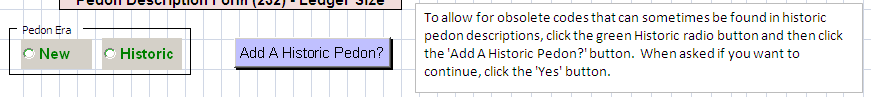 Pedon Description Form (232) - Ledger Size
Pedon Era
New
Historic
Add A Historic Pedon?
To allow for obsolete codes that can sometimes be found in historic
pedon descriptions, click the green Historic radio button and then click
the 'Add A Historic Pedon?' button.  When asked if you want to
continue, click the 'Yes' button.